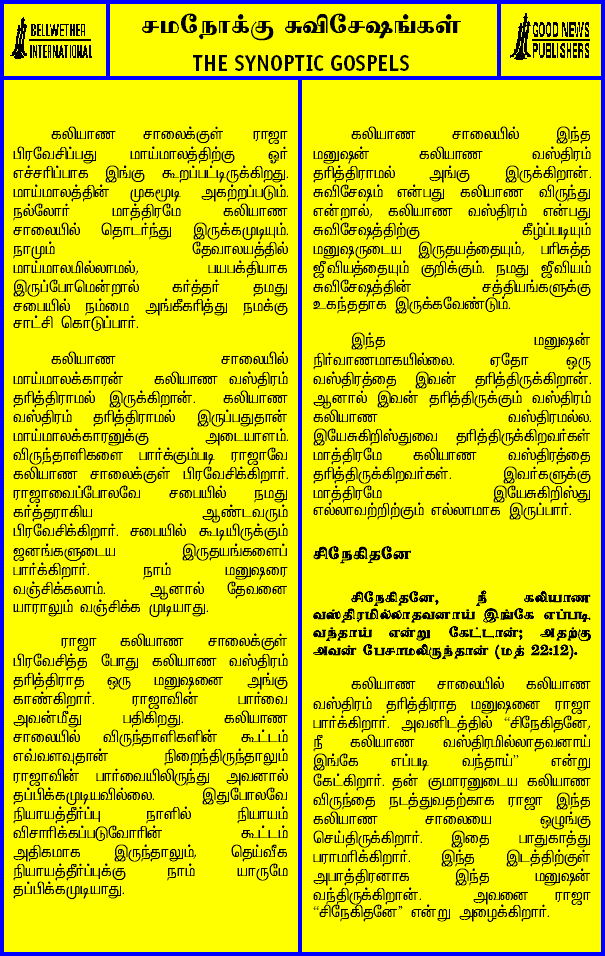 BELLWETHER
INTERNATIONAL
சமநோக்கு சுவிசேஷங்கள்
THE SYNOPTIC GOSPELS
GOOD NEWS
PUBLISHERS
கலியாண சாலைக்குள் ராஜா
பிரவேசிப்பது மாய்மாலத்திற்கு ஓர்
எச்சரிப்பாக இங்கு கூறப்பட்டிருக்கிறது.
மாய்மாலத்தின் முகமூடி அகற்றப்படும்.
நல்லோர் மாத்திரமே கலியாண
சாலையில் தொடர்ந்து இருக்கமுடியும்.
நாமும் தேவாலயத்தில்
மாய்மாலமில்லாமல், பயபக்தியாக
இருப்போமென்றால் கர்த்தர் தமது
சபையில் நம்மை அங்கீகரித்து நமக்கு
சாட்சி கொடுப்பார்.
கலியாண சாலையில்
மாய்மாலக்காரன் கலியாண வஸ்திரம்
தரித்திராமல் இருக்கிறான். கலியாண
வஸ்திரம் தரித்திராமல் இருப்பதுதான்
மாய்மாலக்காரனுக்கு அடையாளம்.
விருந்தாளிகளை பார்க்கும்படி ராஜாவே
கலியாண சாலைக்குள் பிரவேசிக்கிறார்.
ராஜாவைப்போலவே சபையில் நமது
கர்த்தராகிய ஆண்டவரும்
பிரவேசிக்கிறார். சபையில் கூடியிருக்கும்
ஜனங்களுடைய இருதயங்களைப்
பார்க்கிறார். நாம் மனுஷரை
வஞ்சிக்கலாம். ஆனால் தேவனை
யாராலும் வஞ்சிக்க முடியாது.
ராஜா கலியாண சாலைக்குள்
பிரவேசித்த போது கலியாண வஸ்திரம்
தரித்திராத ஒரு மனுஷனை அங்கு
காண்கிறார். ராஜாவின் பார்வை
அவன்மீது பதிகிறது. கலியாண
சாலையில் விருந்தாளிகளின் கூட்டம்
எவ்வளவுதான் நிறைந்திருந்தாலும்
ராஜாவின் பார்வையிலிருந்து அவனால்
தப்பிக்கமுடியவில்லை. இதுபோலவே
நியாயத்தீர்ப்பு நாளில் நியாயம்
விசாரிக்கப்படுவோரின் கூட்டம்
அதிகமாக இருந்தாலும், தெய்வீக
நியாயத்தீர்ப்புக்கு நாம் யாருமே
தப்பிக்கமுடியாது.
கலியாண சாலையில் இந்த
மனுஷன் கலியாண வஸ்திரம்
தரித்திராமல் அங்கு இருக்கிறான்.
சுவிசேஷம் என்பது கலியாண விருந்து
என்றால், கலியாண வஸ்திரம் என்பது
சுவிசேஷத்திற்கு கீழ்ப்படியும்
மனுஷருடைய இருதயத்தையும், பரிசுத்த
ஜீவியத்தையும் குறிக்கும். நமது ஜீவியம்
சுவிசேஷத்தின் சத்தியங்களுக்கு
உகந்ததாக இருக்கவேண்டும்.
இந்த மனுஷன்
நிர்வாணமாகயில்லை. ஏதோ ஒரு
வஸ்திரத்தை இவன் தரித்திருக்கிறான்.
ஆனால் இவன் தரித்திருக்கும் வஸ்திரம்
கலியாண வஸ்திரமல்ல.
இயேசுகிறிஸ்துவை தரித்திருக்கிறவர்கள்
மாத்திரமே கலியாண வஸ்திரத்தை
தரித்திருக்கிறவர்கள். இவர்களுக்கு
மாத்திரமே இயேசுகிறிஸ்து
எல்லாவற்றிற்கும் எல்லாமாக இருப்பார்.
சிநேகிதனே
சிநேகிதனே, நீ கலியாண
வஸ்திரமில்லாதவனாய் இங்கே எப்படி
வந்தாய் என்று கேட்டான்; அதற்கு
அவன் பேசாமலிருந்தான் (மத் 22:12).
கலியாண சாலையில் கலியாண
வஸ்திரம் தரித்திராத மனுஷனை ராஜா
பார்க்கிறார். அவனிடத்தில் “சிநேகிதனே,
நீ கலியாண வஸ்திரமில்லாதவனாய்
இங்கே எப்படி வந்தாய்” என்று
கேட்கிறார். தன் குமாரனுடைய கலியாண
விருந்தை நடத்துவதற்காக ராஜா இந்த
கலியாண சாலையை ஒழுங்கு
செய்திருக்கிறார். இதை பாதுகாத்து
பராமரிக்கிறார். இந்த இடத்திற்குள்
அபாத்திரனாக இந்த மனுஷன்
வந்திருக்கிறான். அவனை ராஜா
“சிநேகிதனே” என்று அழைக்கிறார்.